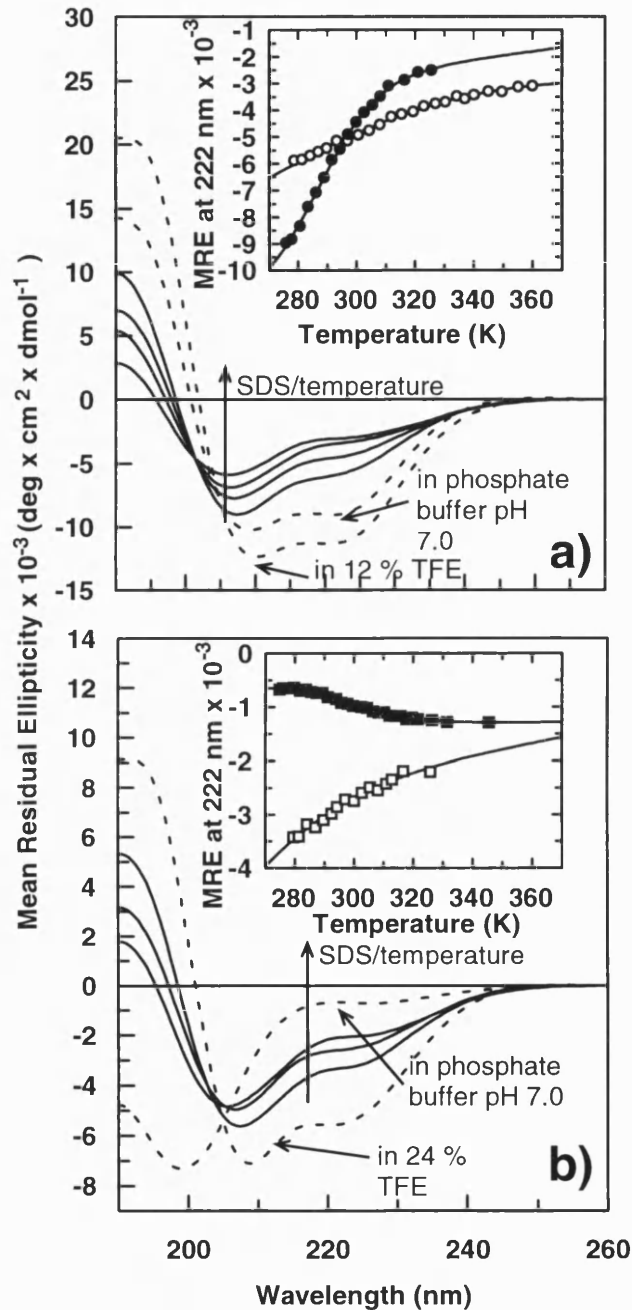 Mean Residual Ellipticity x 10-3 (deg x cm2 x dmol-1)
30
25
20
15
10
5
0
-5
-10
-15
MRE at 222 nm x 10-3
-1
-2
-3
-4
-5
-6
-7
-8
-9
-10
280 300 320 340 360
Temperature (K)
SDS/temperature
in phosphate
buffer pH
7.0
in 12 % TFE
a)
14
12
10
8
6
4
2
0
-2
-4
-6
-8
MRE at 222 nm x 10-3
0
-1
-2
-3
-4
280 300 320 340 360
Temperature (K)
SDS/temperature
in phosphate
buffer pH 7.0
in 24 %
TFE
b)
200 220 240 260
Wavelength (nm)